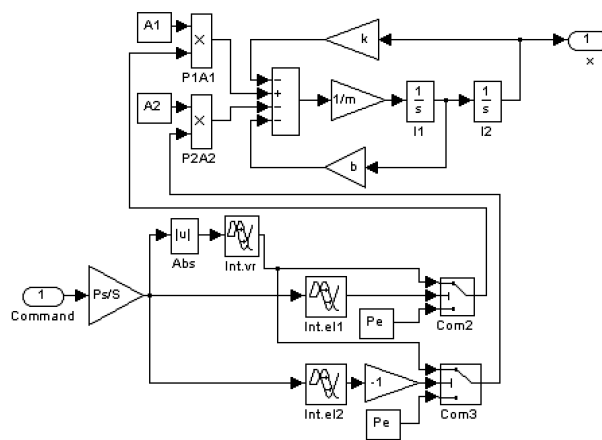 A1
×
P1A1
A2
×
P2A2
k
−
+
−
−
1/m
1
s
I1
1
s
I2
1
x
b
|u|
Abs
Int.vr
1
Command
Ps/S
Int.el1
Pe
Com2
Int.el2
-1
Pe
Com3